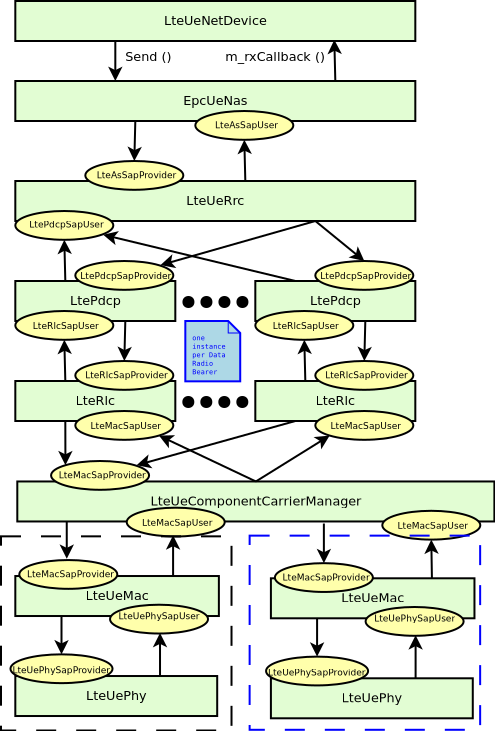 LteUeNetDevice
Send ()
m_rxCallback ()
EpcUeNas
LteAsSapUser
LteAsSapProvider
LteUeRrc
LtePdcpSapUser
LtePdcpSapProvider
LtePdcpSapProvider
LtePdcp
LtePdcp
LteRlcSapUser
LteRlcSapUser
one
instance
per Data
Radio
Bearer
LteRlcSapProvider
LteRlcSapProvider
LteRlc
LteRlc
LteMacSapUser
LteMacSapUser
LteMacSapProvider
LteUeComponentCarrierManager
LteMacSapUser
LteMacSapUser
LteMacSapProvider
LteMacSapProvider
LteUeMac
LteUeMac
LteUePhySapUser
LteUePhySapUser
LteUePhySapProvider
LteUePhySapProvider
LteUePhy
LteUePhy